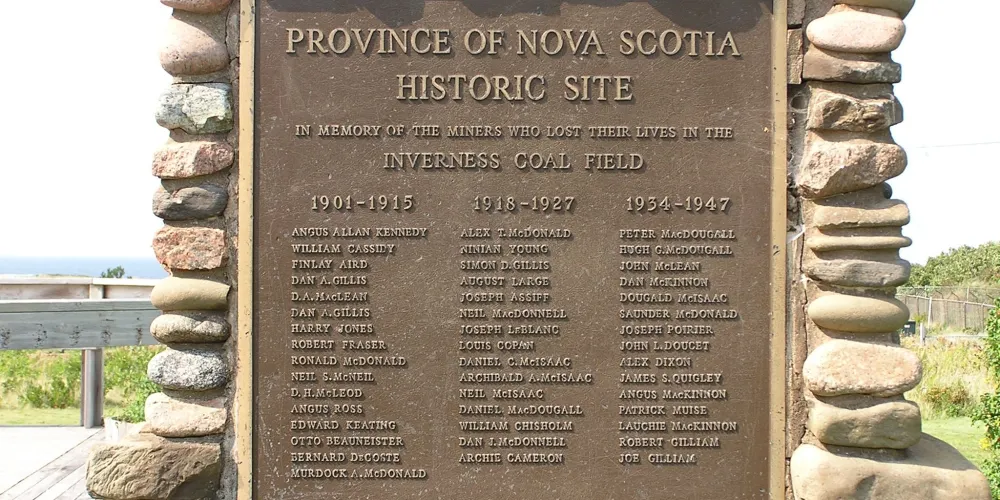 PROVINCE OF NOVA SCOTIA
HISTORIC SITE
IN MEMORY OF THE MINERS WHO LOST THEIR LIVES IN THE
INVERNESS COAL FIELD
1901-1915
ANGUS ALLAN KENNEDY
WILLIAM CASSIDY
FINLAY AIRD
DAN A. GILLIS
D.A. MACLEAN
DAN A. GILLIS
HARRY JONES
ROBERT FRASER
RONALD MCDONALD
NEIL S. MCNEIL
D.H. MCLEOD
ANGUS ROSS
EDWARD KEATING
OTTO BEAUNEISTER
BERNARD DECOSTE
MURDOCK A. MCDONALD
1918-1927
ALEX T. MCDONALD
NINIAN YOUNG
SIMON D. GILLIS
AUGUST LARGE
JOSEPH ASSIFF
NEIL MACDONNELL
JOSEPH LEBLANC
LOUIS COPAN
DANIEL C. MCISAAC
ARCHIBALD A. MCISAAC
NEIL MCISAAC
DANIEL MACDOUGALL
WILLIAM CHISHOLM
DAN J. MCDONNELL
ARCHIE CAMERON
1934-1947
PETER MACDOUGALL
HUGH G. MCDOUGALL
JOHN MCLEAN
DAN MCKINNON
DOUGALD MCISAAC
SAUNDER MCDONALD
JOSEPH POIRIER
JOHN L. DOUCET
ALEX DIXON
JAMES S. QUIGLEY
ANGUS MACKINNON
PATRICK MUISE
LAUCHIE MACKINNON
ROBERT GILLIAM
JOE GILLIAM